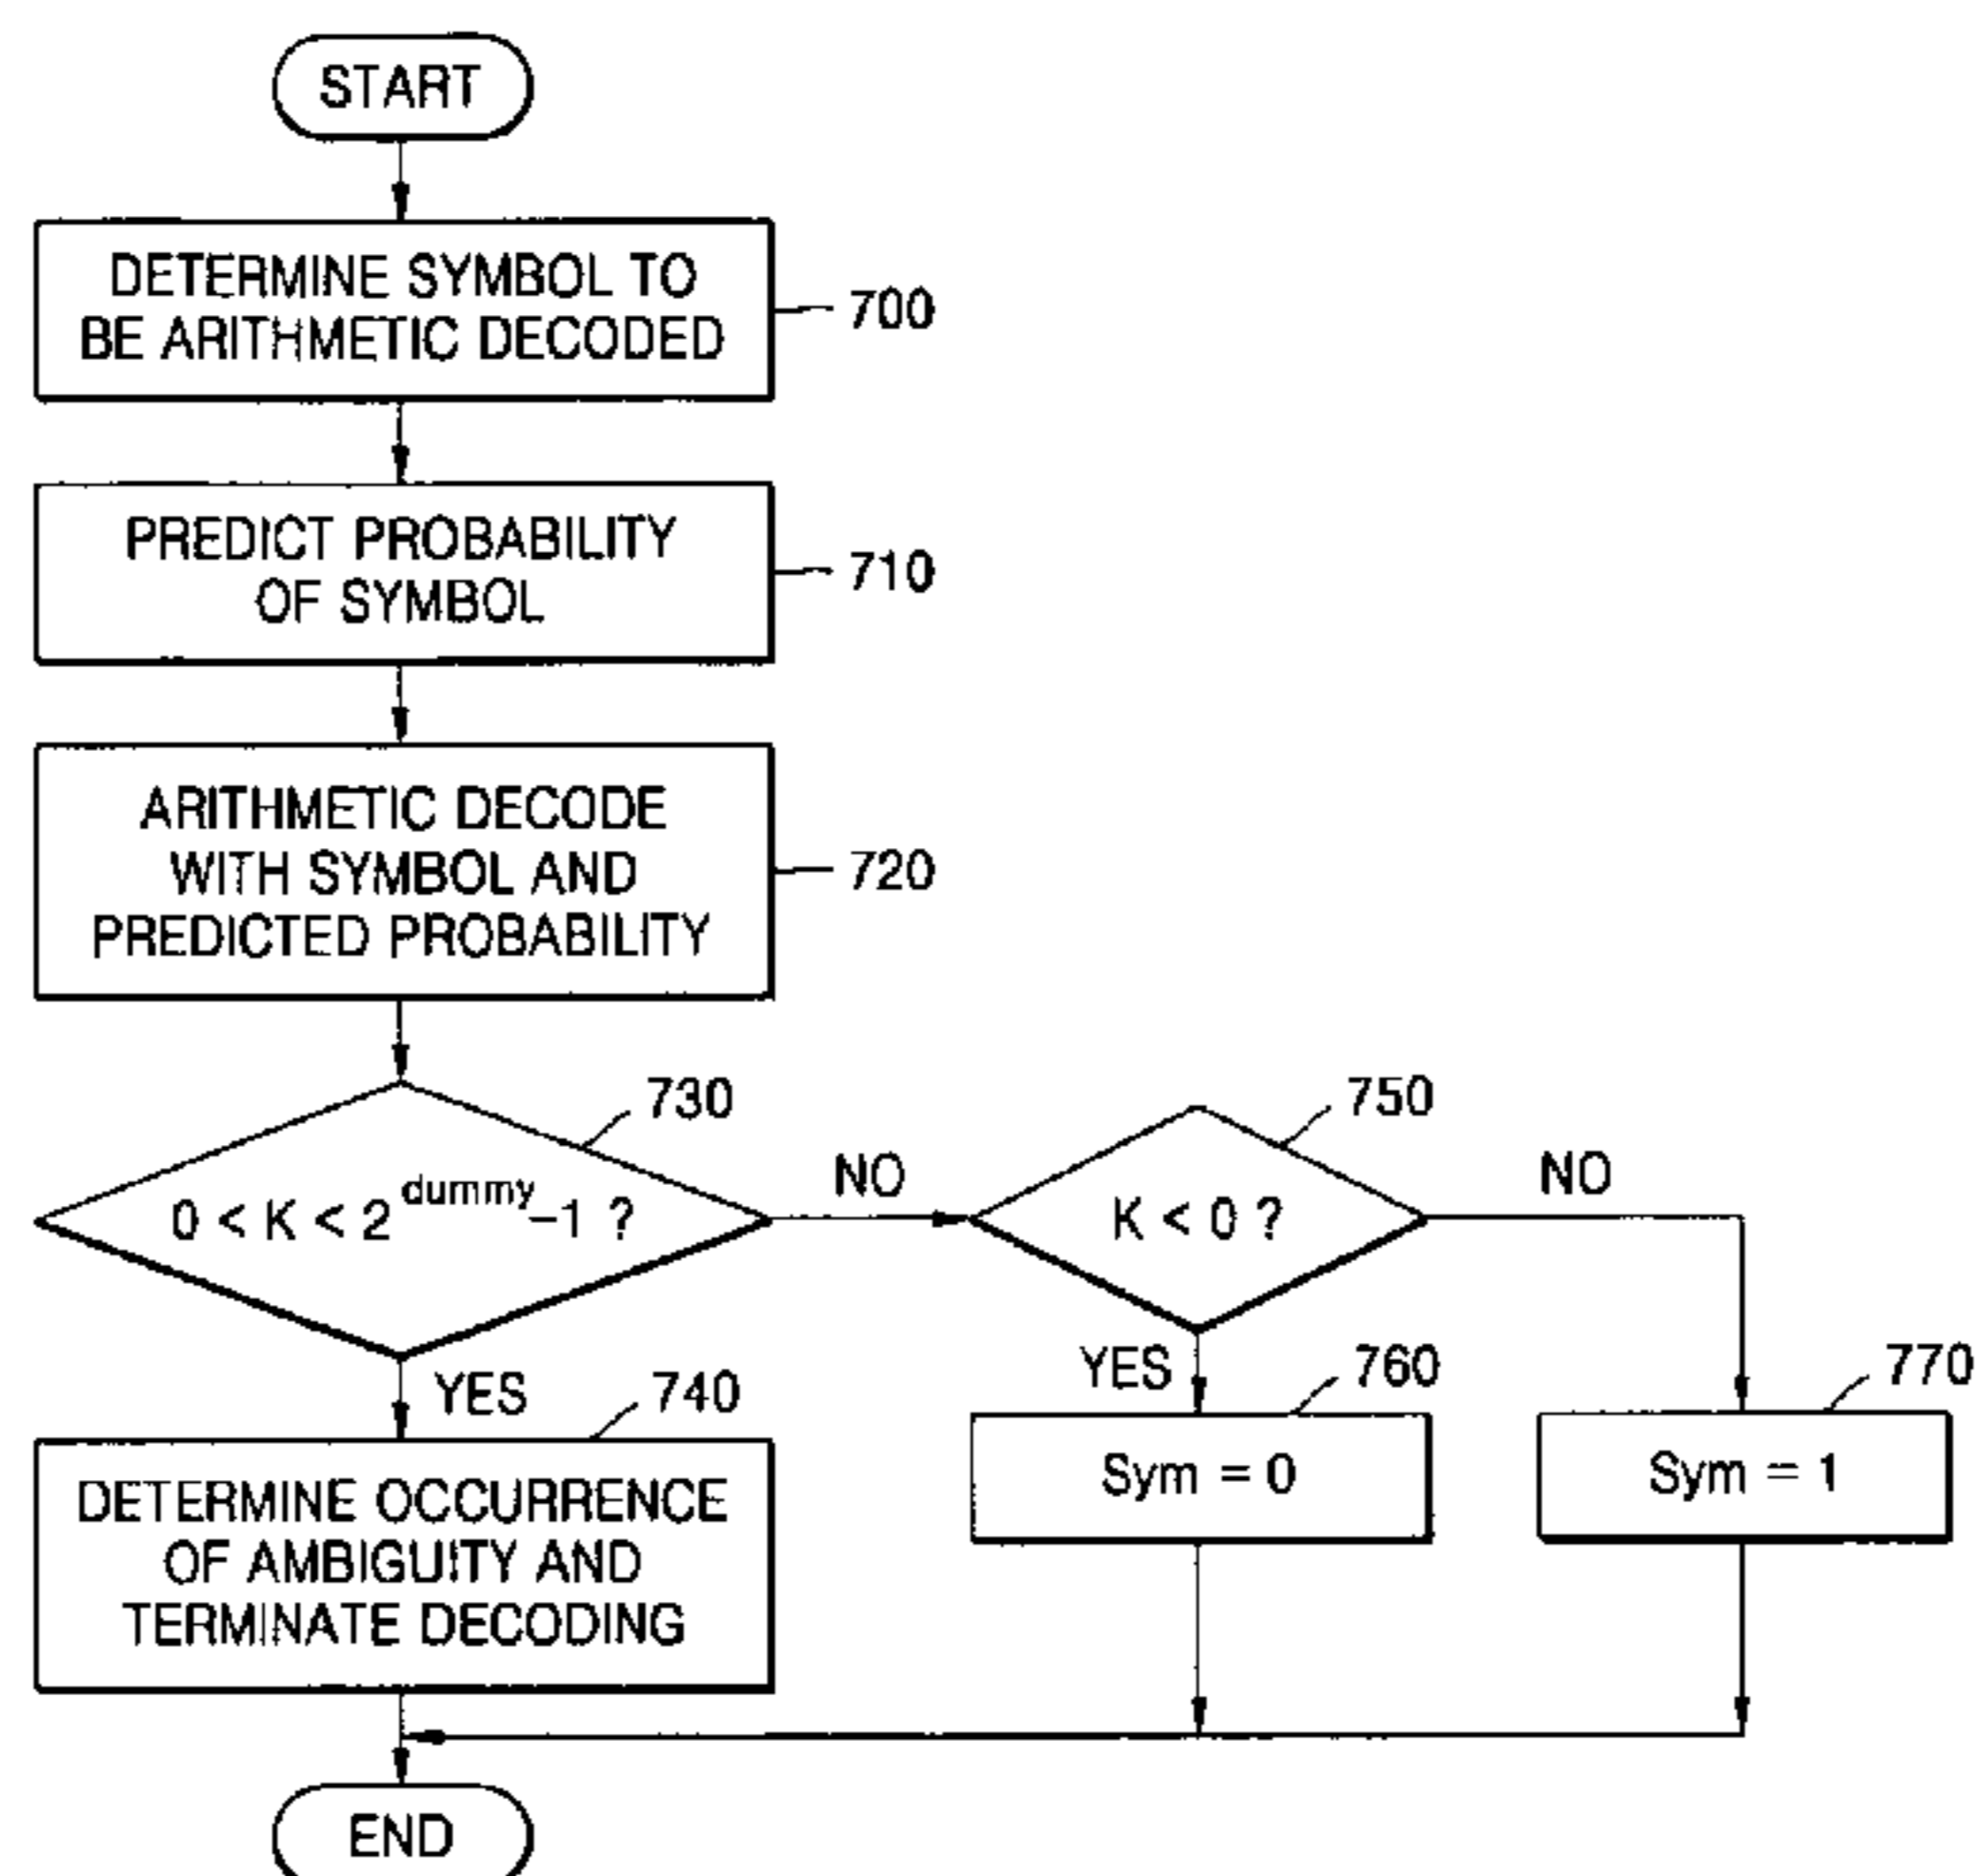 START
DETERMINE SYMBOL TO
BE ARITHMETIC DECODED
700
PREDICT PROBABILITY
OF SYMBOL
710
ARITHMETIC DECODE
WITH SYMBOL AND
PREDICTED PROBABILITY
720
730
0 < K < 2^dummy-1 ?
NO
750
K < 0 ?
NO
YES
740
DETERMINE OCCURRENCE
OF AMBIGUITY AND
TERMINATE DECODING
YES
760
Sym = 0
770
Sym = 1
END